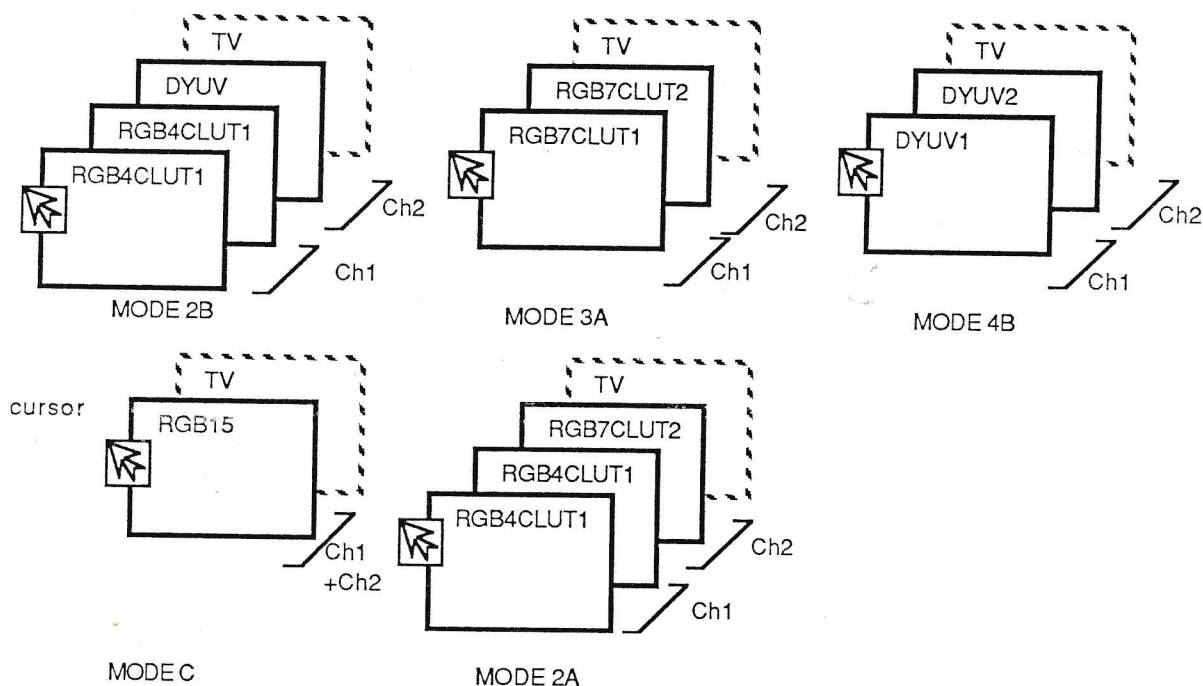 TV
DYUV
RGB4CLUT1
RGB4CLUT1
Ch2
Ch1
MODE 2B
TV
RGB7CLUT2
RGB7CLUT1
Ch2
Ch1
MODE 3A
TV
DYUV2
DYUV1
Ch2
Ch1
MODE 4B
cursor
TV
RGB15
Ch1
+Ch2
MODE C
TV
RGB7CLUT2
RGB4CLUT1
RGB4CLUT1
Ch2
Ch1
MODE 2A